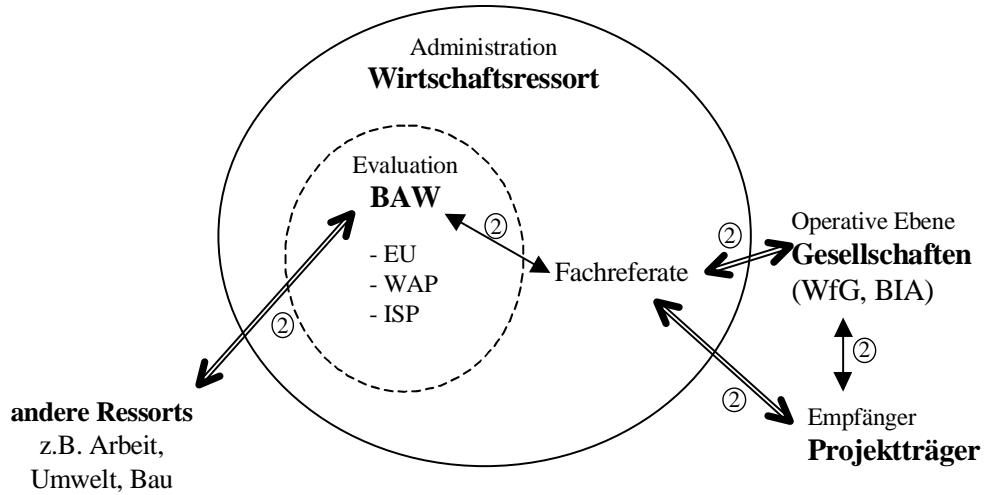 Administration
Wirtschaftsressort
Evaluation
BAW
- EU
- WAP
- ISP
②
Fachreferate
②
Operative Ebene
Gesellschaften
(WfG, BIA)
②
②
②
andere Ressorts
z.B. Arbeit,
Umwelt, Bau
Empfänger
Projektträger